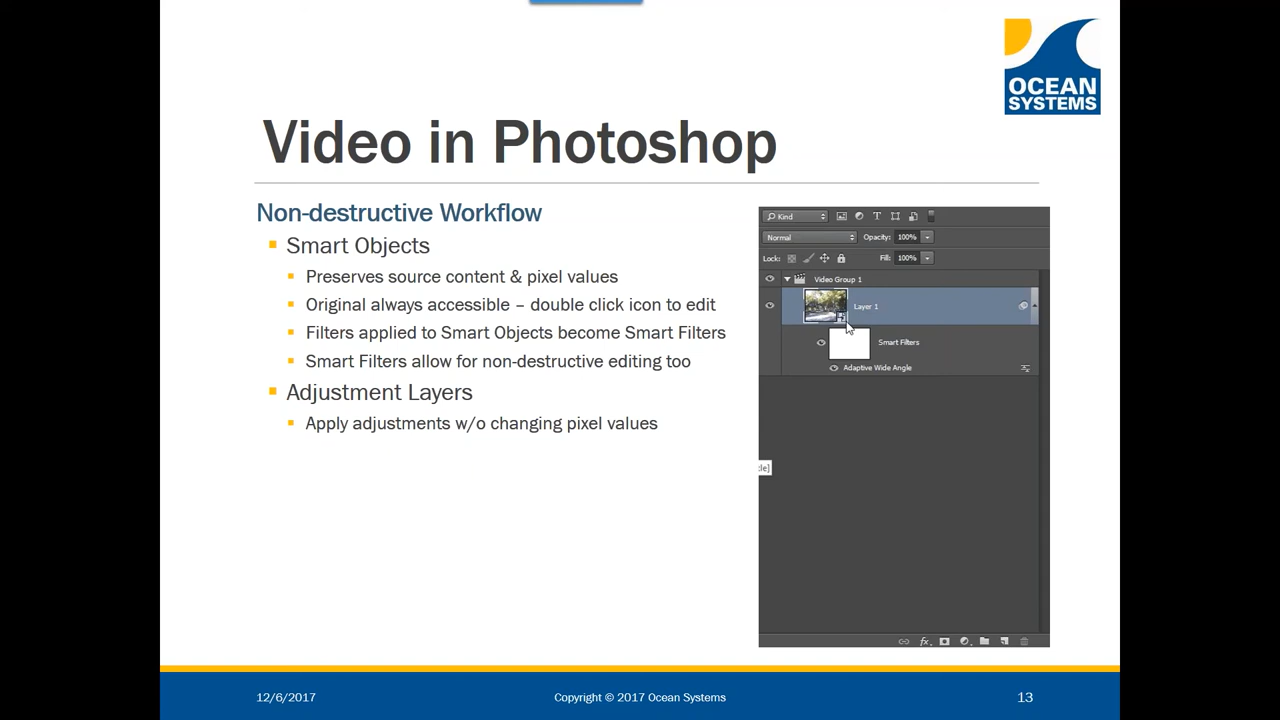 OCEAN
SYSTEMS
Video in Photoshop
Non-destructive Workflow
Smart Objects
Preserves source content & pixel values
Original always accessible – double click icon to edit
Filters applied to Smart Objects become Smart Filters
Smart Filters allow for non-destructive editing too
Adjustment Layers
Apply adjustments w/o changing pixel values
Kind
Normal Opacity: 100%
Lock: Fill: 100%
Video Group 1
Layer 1
Smart Filters
Adaptive Wide Angle
cle]
fx
12/6/2017 Copyright © 2017 Ocean Systems 13